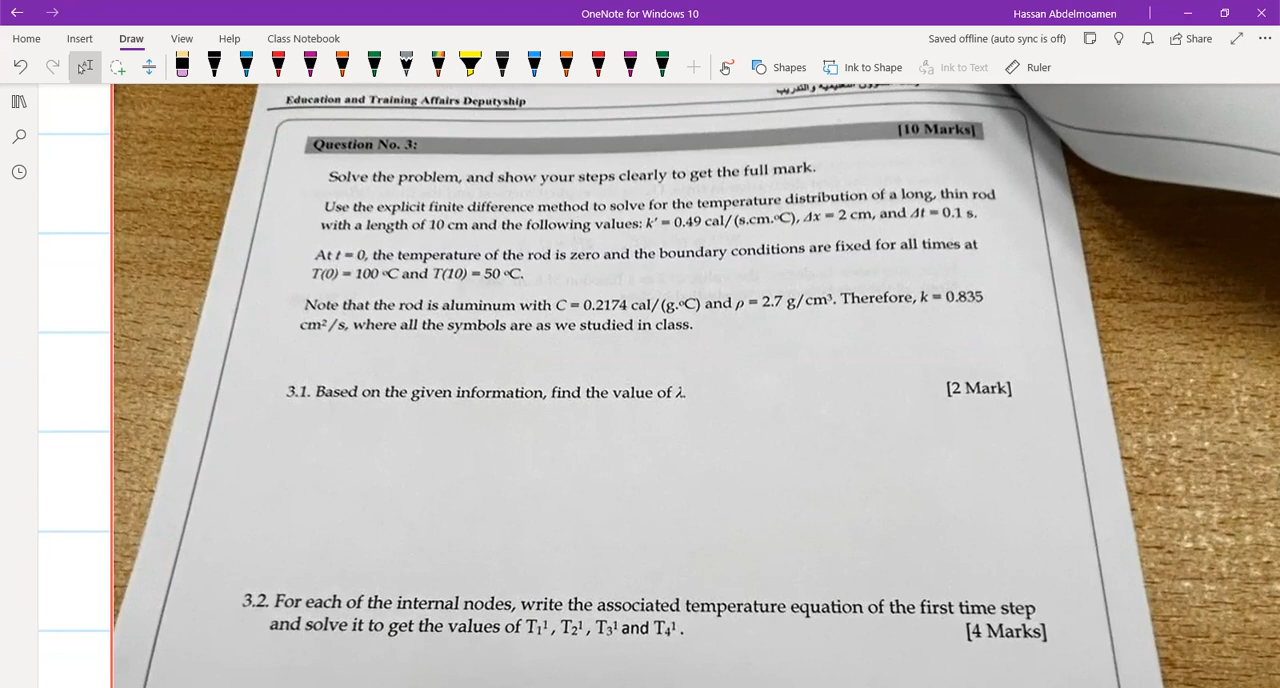 OneNote for Windows 10
Hassan Abdelmoamen
Home Insert Draw View Help Class Notebook
Saved offline (auto sync is off) Share
Shapes Ink to Shape Ink to Text Ruler
Education and Training Affairs Deputyship
Question No. 3: [10 Marks]
Solve the problem, and show your steps clearly to get the full mark.
Use the explicit finite difference method to solve for the temperature distribution of a long, thin rod
with a length of 10 cm and the following values: k′ = 0.49 cal/(s.cm.°C), Δx = 2 cm, and Δt = 0.1 s.
At t = 0, the temperature of the rod is zero and the boundary conditions are fixed for all times at
T(0) = 100 °C and T(10) = 50 °C.
Note that the rod is aluminum with C = 0.2174 cal/(g.°C) and ρ = 2.7 g/cm³. Therefore, k = 0.835
cm²/s, where all the symbols are as we studied in class.
3.1. Based on the given information, find the value of λ. [2 Mark]
3.2. For each of the internal nodes, write the associated temperature equation of the first time step
and solve it to get the values of T₁¹, T₂¹, T₃¹ and T₄¹. [4 Marks]